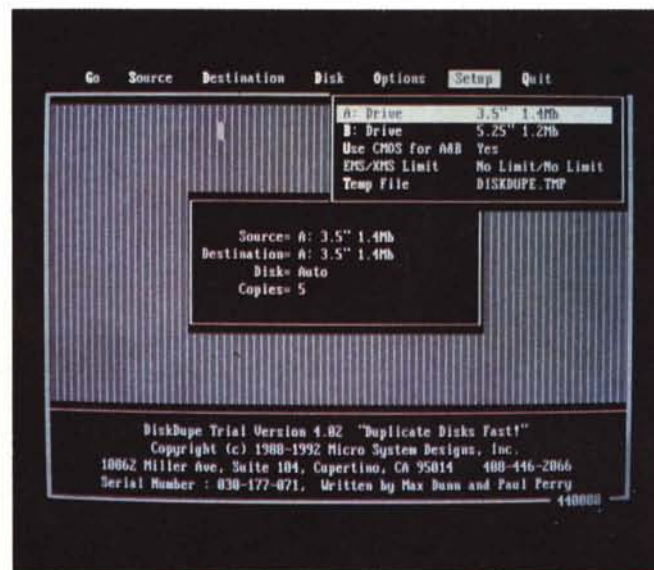 Go Source Destination Disk Options Setup Quit
A: Drive 3.5" 1.4Mb
B: Drive 5.25" 1.2Mb
Use CMOS for A&B Yes
EMS/XMS Limit No Limit/No Limit
Temp File DISKDUPE.TMP
Source= A: 3.5" 1.4Mb
Destination= A: 3.5" 1.4Mb
Disk= Auto
Copies= 5
DiskDupe Trial Version 4.02 "Duplicate Disks Fast!"
Copyright (c) 1988-1992 Micro System Designs, Inc.
10062 Miller Ave, Suite 104, Cupertino, CA 95014 408-446-2066
Serial Number : 030-177-071, Written by Max Dunn and Paul Perry
440080